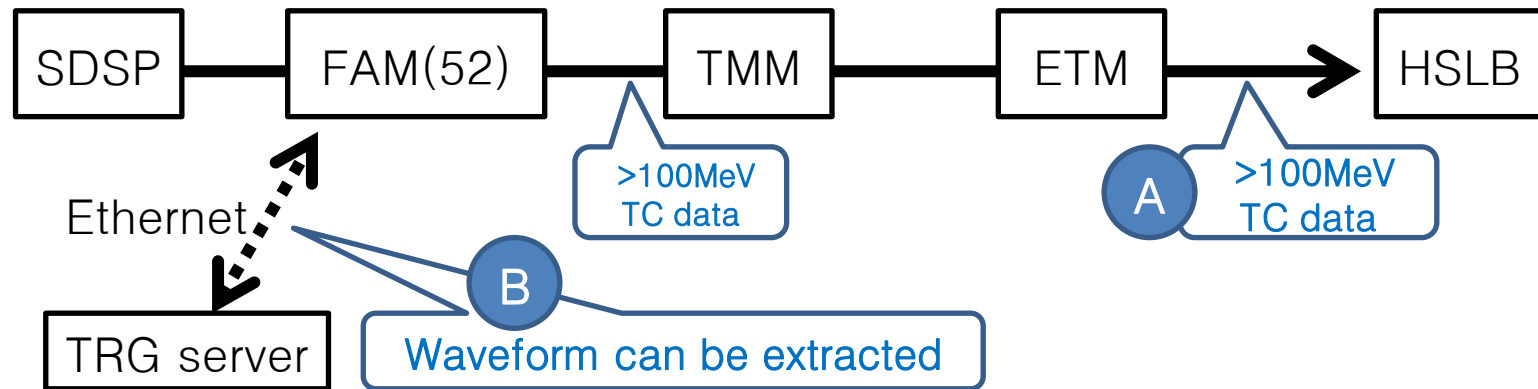 SDSP
FAM(52)
TMM
ETM
HSLB
>100MeV
TC data
A
>100MeV
TC data
Ethernet
B
TRG server
Waveform can be extracted